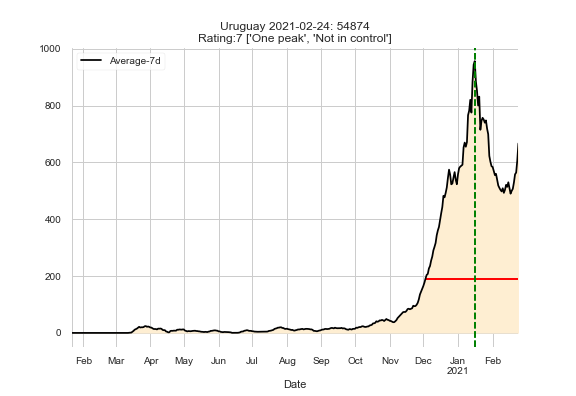 Uruguay 2021-02-24: 54874
Rating:7 ['One peak', 'Not in control']
Average-7d
1000
800
600
400
200
0
Feb Mar Apr May Jun Jul Aug Sep Oct Nov Dec Jan Feb
2021
Date